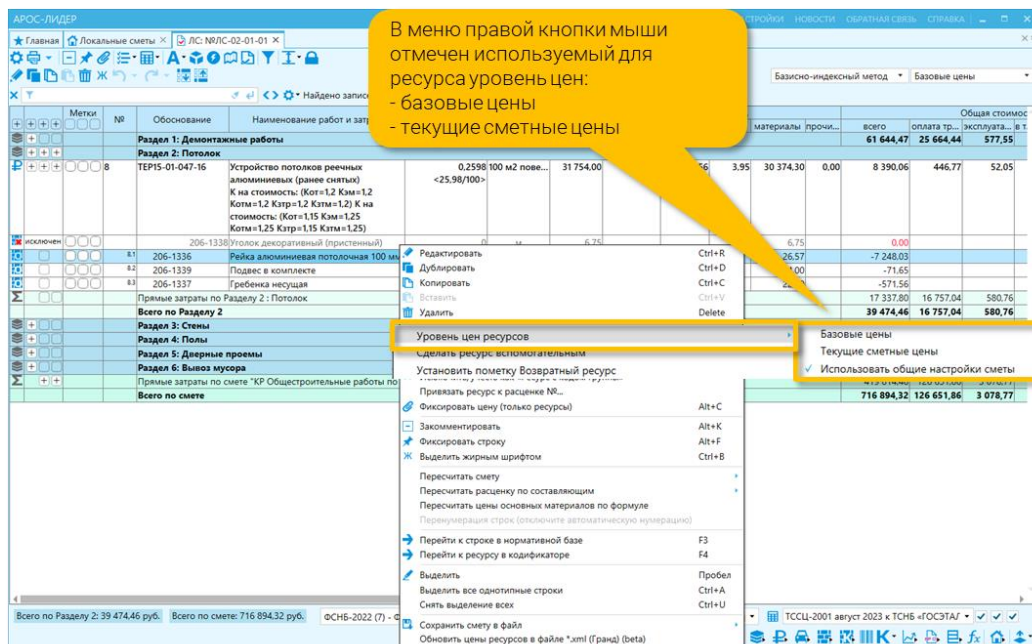 АРОС-ЛИДЕР
НОВОСТИ ОБРАТНАЯ СВЯЗЬ СПРАВКА
В меню правой кнопки мыши
отмечен используемый для
ресурса уровень цен:
- базовые цены
- текущие сметные цены
Главная Локальные сметы × ЛС: №ЛС-02-01-01 ×
Базисно-индексный метод Базовые цены
Найдено записе
Метки № Обоснование Наименование работ и зат материалы прочи... Общая стоимос
всего оплата тр... эксплуата... в т.
Раздел 1: Демонтажные работы 61 644,47 25 664,44 577,55
Раздел 2: Потолок
8 ТЕР15-01-047-16 Устройство потолков реечных 0,2598 100 м2 пове... 31 754,00 3,95 30 374,30 0,00 8 390,06 446,77 52,05
алюминиевых (ранее снятых) <25,98/100>
К на стоимость: (Кот=1,2 Кэм=1,2
Котм=1,2 Кзтр=1,2 Кзтм=1,2) К на
стоимость: (Кот=1,15 Кэм=1,25
Котм=1,25 Кзтр=1,15 Кзтм=1,25)
исключен 206-1338 Уголок декоративный (пристенный) 0 м 6,75 6,75 0,00
8.1 206-1336 Рейка алюминиевая потолочная 100 мм 26,57 -7 248.03
8.2 206-1339 Подвес в комплекте -71.65
8.3 206-1337 Гребенка несущая -571.56
Прямые затраты по Разделу 2 : Потолок 17 337.80 16 757.04 580,76
Всего по Разделу 2 39 474,46 16 757,04 580,76
Раздел 3: Стены
Раздел 4: Полы
Раздел 5: Дверные проемы
Раздел 6: Вывоз мусора
Прямые затраты по смете "КР Общестроительные работы по
Всего по смете 716 894,32 126 651,86 3 078,77
Редактировать Ctrl+R
Дублировать Ctrl+D
Копировать Ctrl+C
Вставить Ctrl+V
Удалить Delete
Уровень цен ресурсов
Базовые цены
Текущие сметные цены
✓ Использовать общие настройки сметы
Сделать ресурс вспомогательным
Установить пометку Возвратный ресурс
Привязать ресурс к расценке №...
Фиксировать цену (только ресурсы) Alt+C
Закомментировать Alt+K
Фиксировать строку Alt+F
Выделить жирным шрифтом Ctrl+B
Пересчитать смету
Пересчитать расценку по составляющим
Пересчитать цены основных материалов по формуле
Перенумерация строк (отключите автоматическую нумерацию)
Перейти к строке в нормативной базе F3
Перейти к ресурсу в кодификаторе F4
Выделить Пробел
Выделить все однотипные строки Ctrl+A
Снять выделение всех Ctrl+U
Сохранить смету в файл
Обновить цены ресурсов в файле *.xml (Гранд) (beta)
Всего по Разделу 2: 39 474,46 руб. Всего по смете: 716 894,32 руб. ФСНБ-2022 (7) - Ф ТССЦ-2001 август 2023 к ТСНБ «ГОСЭТАЛ